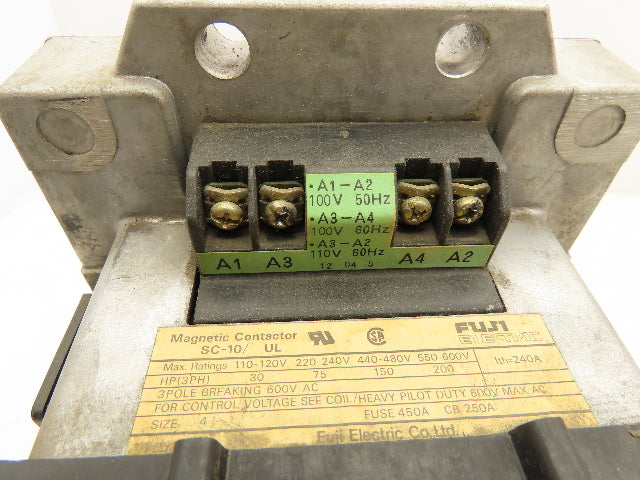 • A1-A2
100V 50Hz
• A3-A4
100V 60Hz
• A3-A2
110V 60Hz
A1 A3 12 04 5 A4 A2
Magnetic Contactor
SC-10/ UL
FUJI
ELECTRIC
Max. Ratings 110-120V 220 240V 440-480V 550 600V Ith=240A
HP(3PH) 30 75 150 200
3POLE BREAKING 600V AC
FOR CONTROL VOLTAGE SEE COIL/HEAVY PILOT DUTY 600V MAX AC
SIZE 4 FUSE 450A CB 250A
Fuji Electric Co.,Ltd.